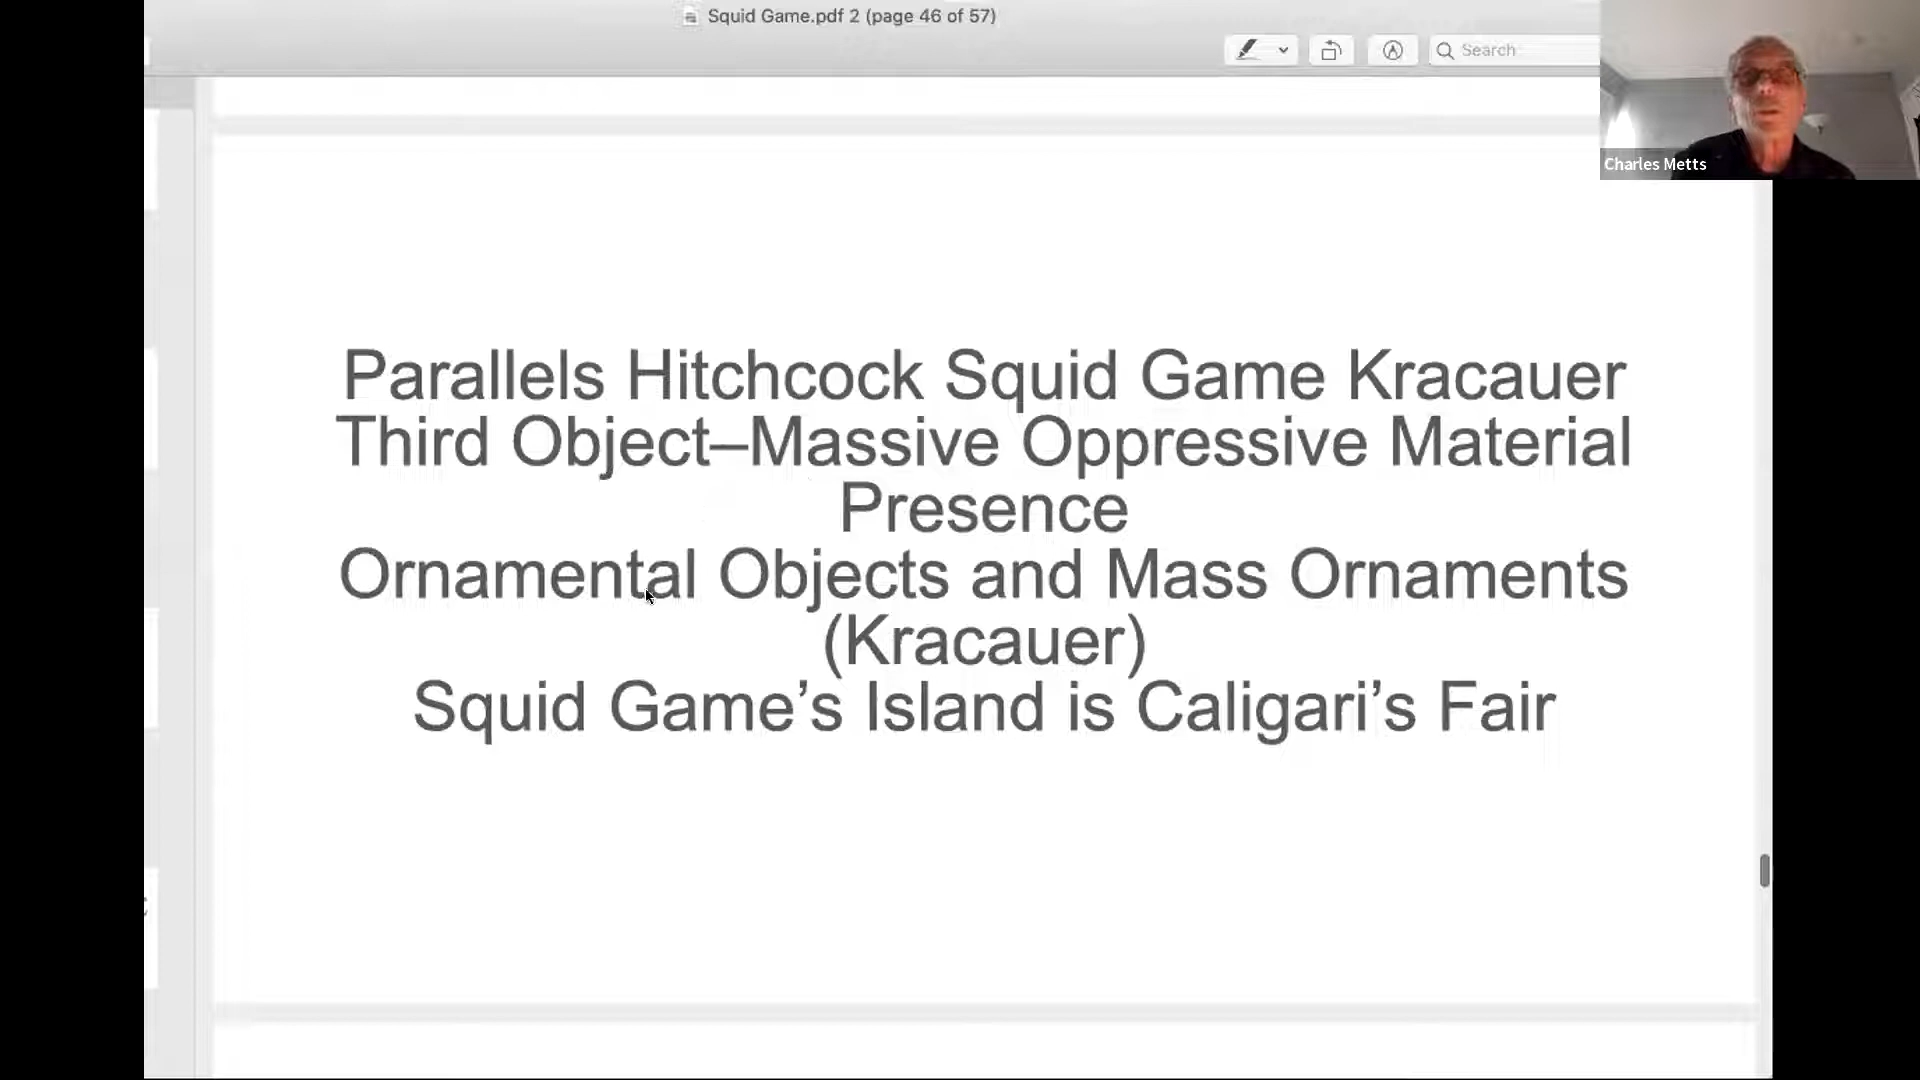 Squid Game.pdf 2 (page 46 of 57)
Search
Charles Metts
Parallels Hitchcock Squid Game Kracauer
Third Object–Massive Oppressive Material
Presence
Ornamental Objects and Mass Ornaments
(Kracauer)
Squid Game’s Island is Caligari’s Fair